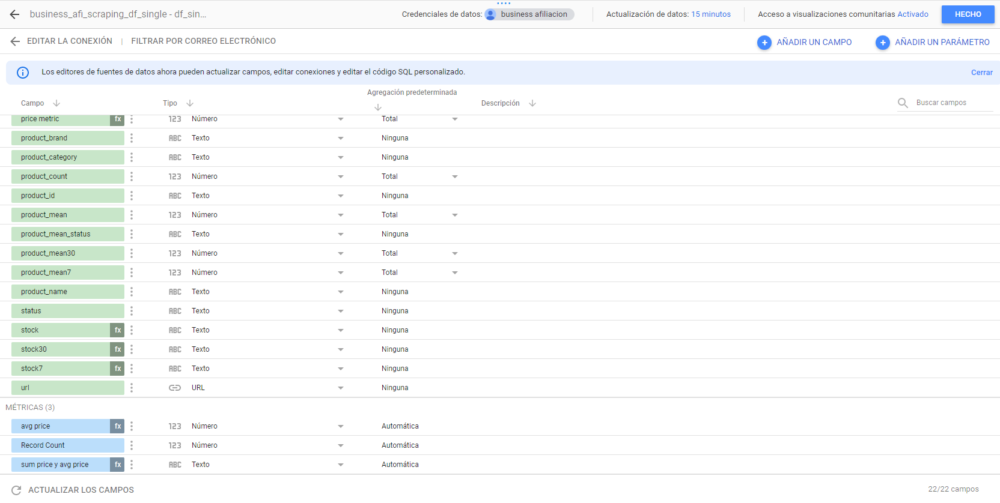 business_afi_scraping_df_single - df_sin...
Credenciales de datos: business afiliacion
Actualización de datos: 15 minutos
Acceso a visualizaciones comunitarias Activado
HECHO
EDITAR LA CONEXIÓN | FILTRAR POR CORREO ELECTRÓNICO
AÑADIR UN CAMPO
AÑADIR UN PARÁMETRO
Los editores de fuentes de datos ahora pueden actualizar campos, editar conexiones y editar el código SQL personalizado.
Cerrar
Campo Tipo Agregación predeterminada Descripción Buscar campos
price metric fx 123 Número Total
product_brand ABC Texto Ninguna
product_category ABC Texto Ninguna
product_count 123 Número Total
product_id ABC Texto Ninguna
product_mean 123 Número Total
product_mean_status ABC Texto Ninguna
product_mean30 123 Número Total
product_mean7 123 Número Total
product_name ABC Texto Ninguna
status ABC Texto Ninguna
stock fx ABC Texto Ninguna
stock30 fx ABC Texto Ninguna
stock7 fx ABC Texto Ninguna
url URL Ninguna
MÉTRICAS (3)
avg price fx 123 Número Automática
Record Count 123 Número Automática
sum price y avg price fx ABC Texto Automática
ACTUALIZAR LOS CAMPOS
22/22 campos